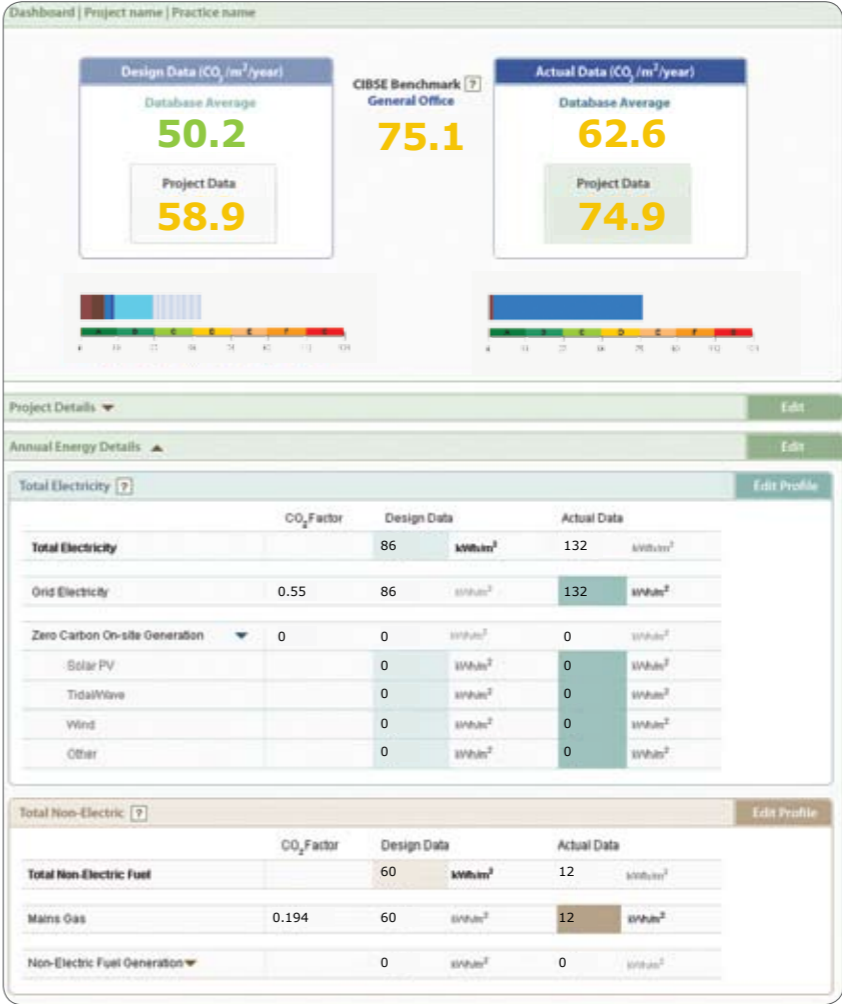 Dashboard | Project name | Practice name
Design Data (CO₂/m²/year)
Database Average
50.2
Project Data
58.9
CIBSE Benchmark ?
General Office
75.1
Actual Data (CO₂/m²/year)
Database Average
62.6
Project Data
74.9
A B C D E F
A D C D E F
Project Details Edit
Annual Energy Details Edit
Total Electricity ? Edit Profile
CO₂Factor Design Data Actual Data
Total Electricity 86 kWh/m² 132 kWh/m²
Grid Electricity 0.55 86 kWh/m² 132 kWh/m²
Zero Carbon On-site Generation 0 0 kWh/m² 0 kWh/m²
Solar PV 0 kWh/m² 0 kWh/m²
Tidal/Wave 0 kWh/m² 0 kWh/m²
Wind 0 kWh/m² 0 kWh/m²
Other 0 kWh/m² 0 kWh/m²
Total Non-Electric ? Edit Profile
CO₂Factor Design Data Actual Data
Total Non-Electric Fuel 60 kWh/m² 12 kWh/m²
Mains Gas 0.194 60 kWh/m² 12 kWh/m²
Non-Electric Fuel Generation 0 kWh/m² 0 kWh/m²